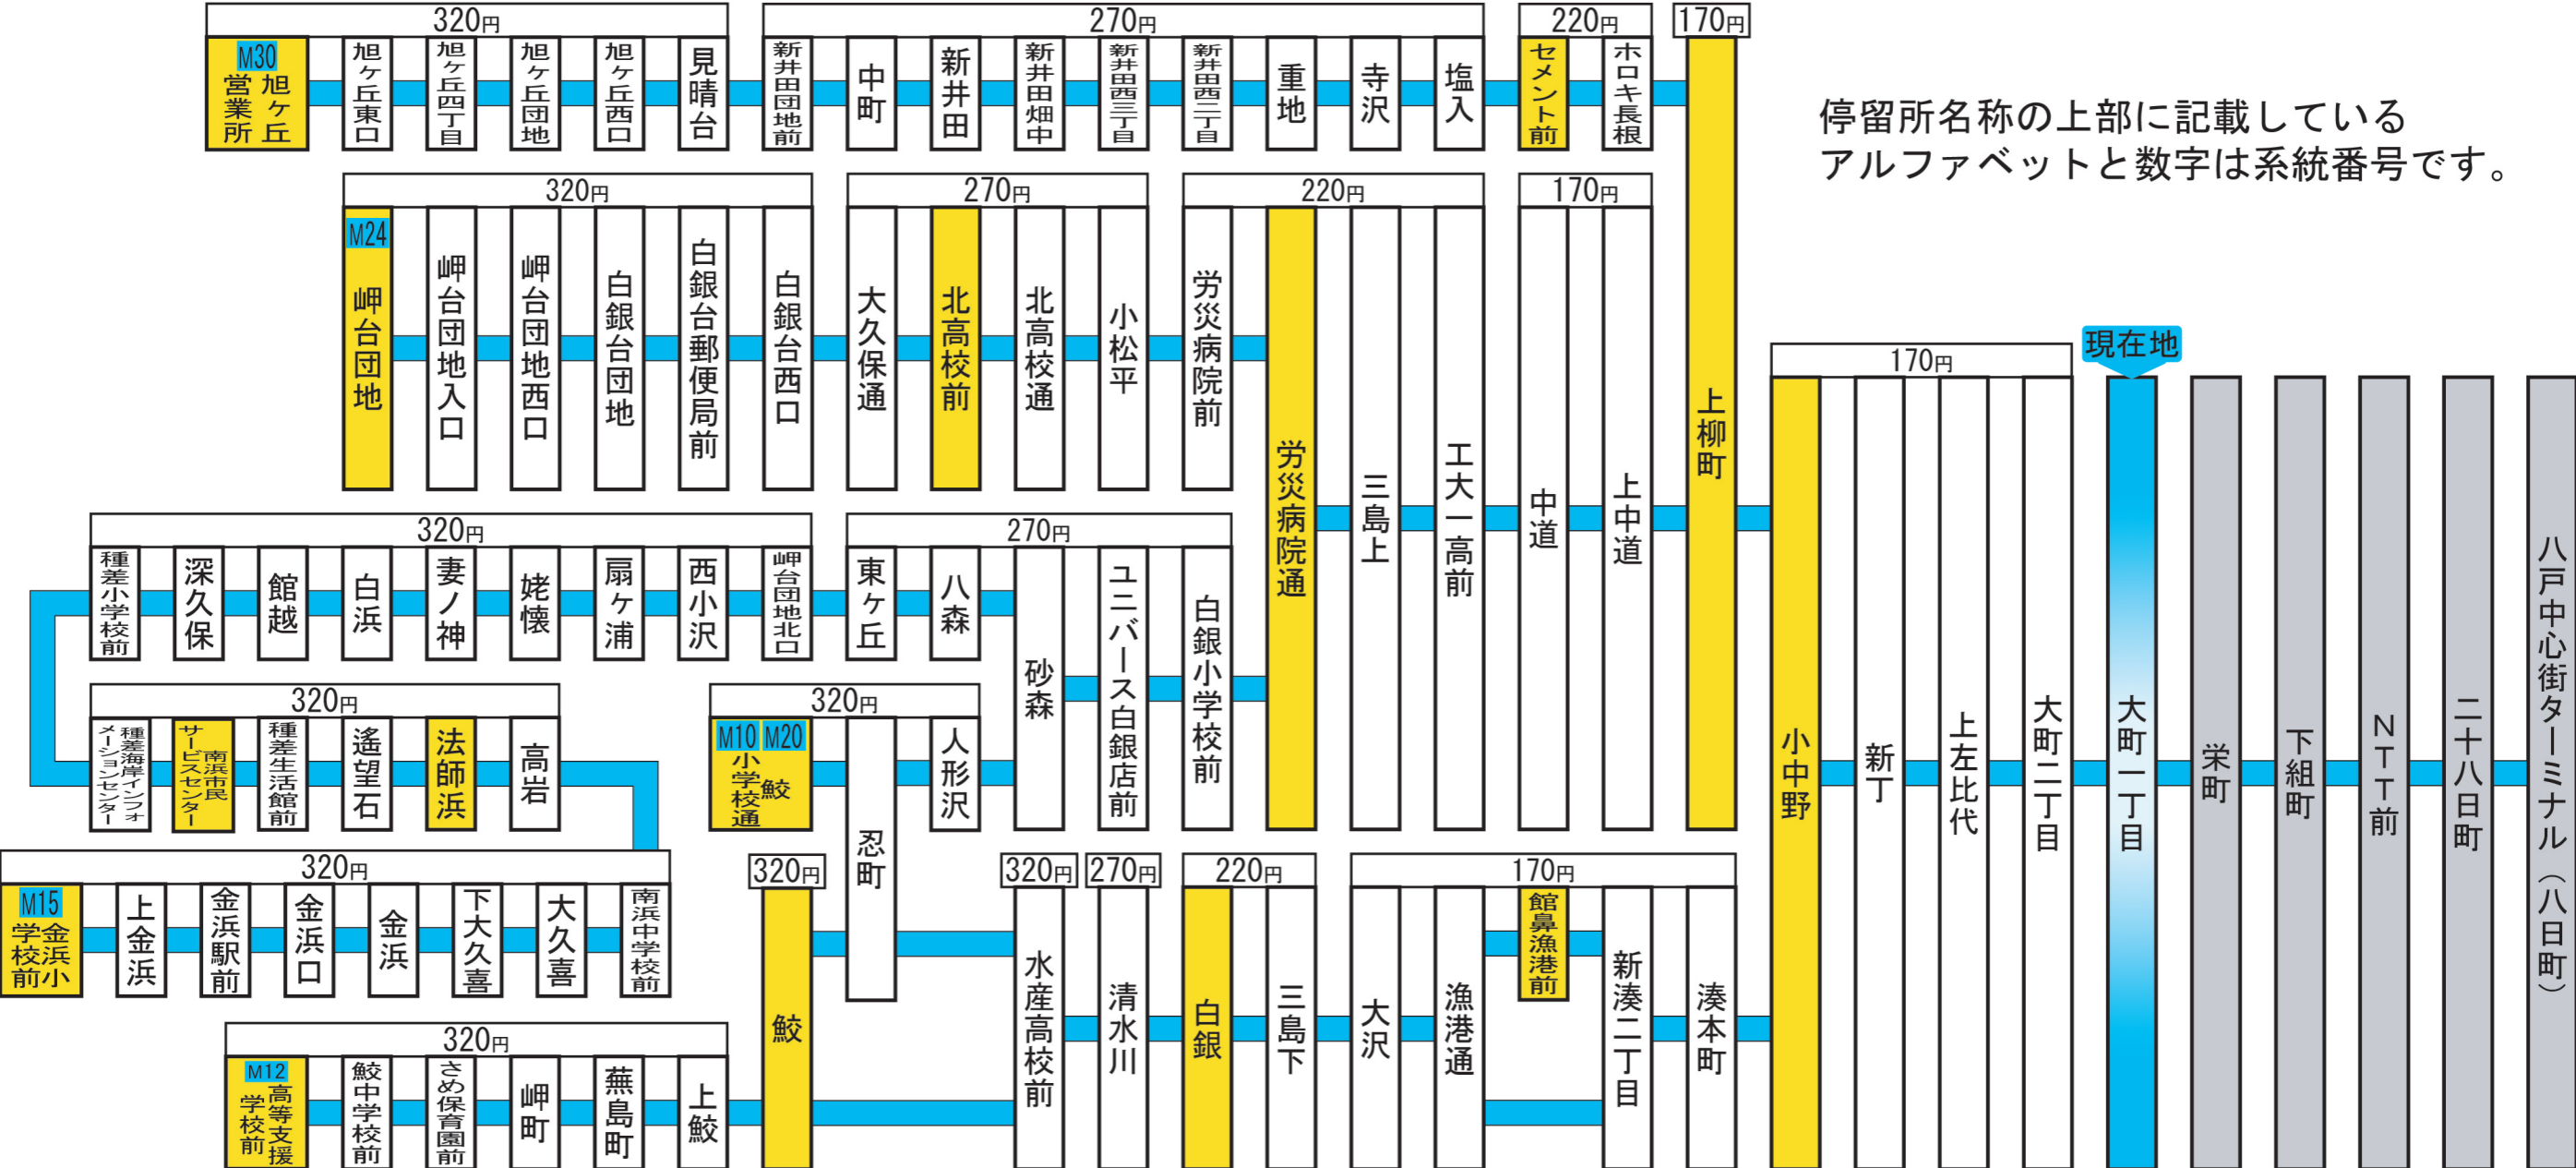 320円
270円
220円
170円
M30
旭ヶ丘
営業所
旭ヶ丘東口
旭ヶ丘四丁目
旭ヶ丘団地
旭ヶ丘西口
見晴台
新井田団地前
中町
新井田
新井田畑中
新井田西三丁目
新井田西二丁目
重地
寺沢
塩入
セメント前
ホロキ長根
上柳町
停留所名称の上部に記載している
アルファベットと数字は系統番号です。
320円
270円
220円
170円
M24
岬台団地
岬台団地入口
岬台団地西口
白銀台団地
白銀台郵便局前
白銀台西口
大久保通
北高校前
北高校通
小松平
労災病院前
労災病院通
三島上
工大一高前
中道
上中道
170円
現在地
小中野
新丁
上左比代
大町二丁目
大町一丁目
栄町
下組町
NTT前
二十八日町
八戸中心街ターミナル（八日町）
320円
270円
種差小学校前
深久保
館越
白浜
妻ノ神
姥懐
扇ヶ浦
西小沢
岬台団地北口
東ヶ丘
八森
砂森
ユニバース白銀店前
白銀小学校前
320円
320円
種差海岸インフォ
メーションセンター
南浜市民
サービスセンター
種差生活館前
遙望石
法師浜
高岩
M10 M20
鮫
小学校通
忍町
人形沢
320円
M15
金浜小
学校前
上金浜
金浜駅前
金浜口
金浜
下大久喜
大久喜
南浜中学校前
320円
320円
270円
220円
170円
鮫
水産高校前
清水川
白銀
三島下
大沢
漁港通
館鼻漁港前
新湊二丁目
湊本町
320円
M12
高等支援
学校前
鮫中学校前
さめ保育園前
岬町
蕪島町
上鮫